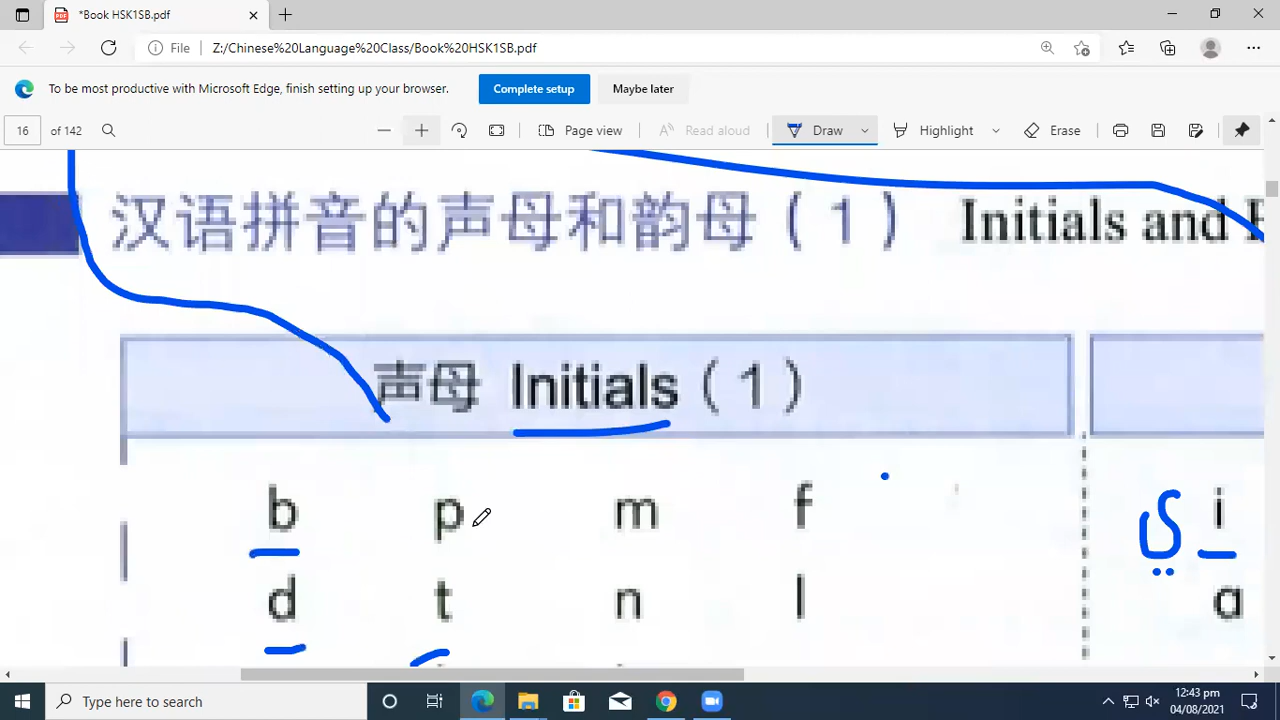 *Book HSK1SB.pdf
File Z:/Chinese%20Language%20Class/Book%20HSK1SB.pdf
To be most productive with Microsoft Edge, finish setting up your browser. Complete setup Maybe later
16 of 142 Page view Read aloud Draw Highlight Erase
汉语拼音的声母和韵母（1） Initials and
声母 Initials（1）
b p m f ي i
d t n l a
Type here to search
12:43 pm
04/08/2021